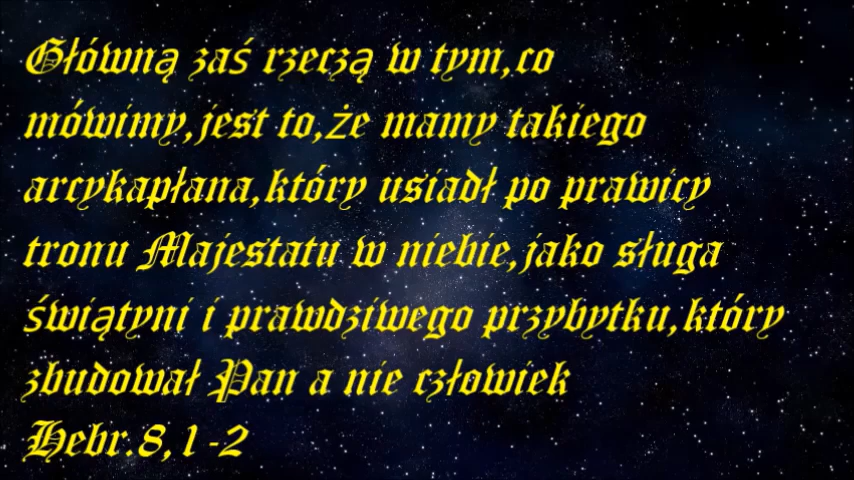 Główną zaś rzeczą w tym,co
mówimy,jest to,że mamy takiego
arcykapłana,który usiadł po prawicy
tronu Majestatu w niebie,jako sługa
świątyni i prawdziwego przybytku,który
zbudował Pan a nie człowiek
Hebr.8,1-2